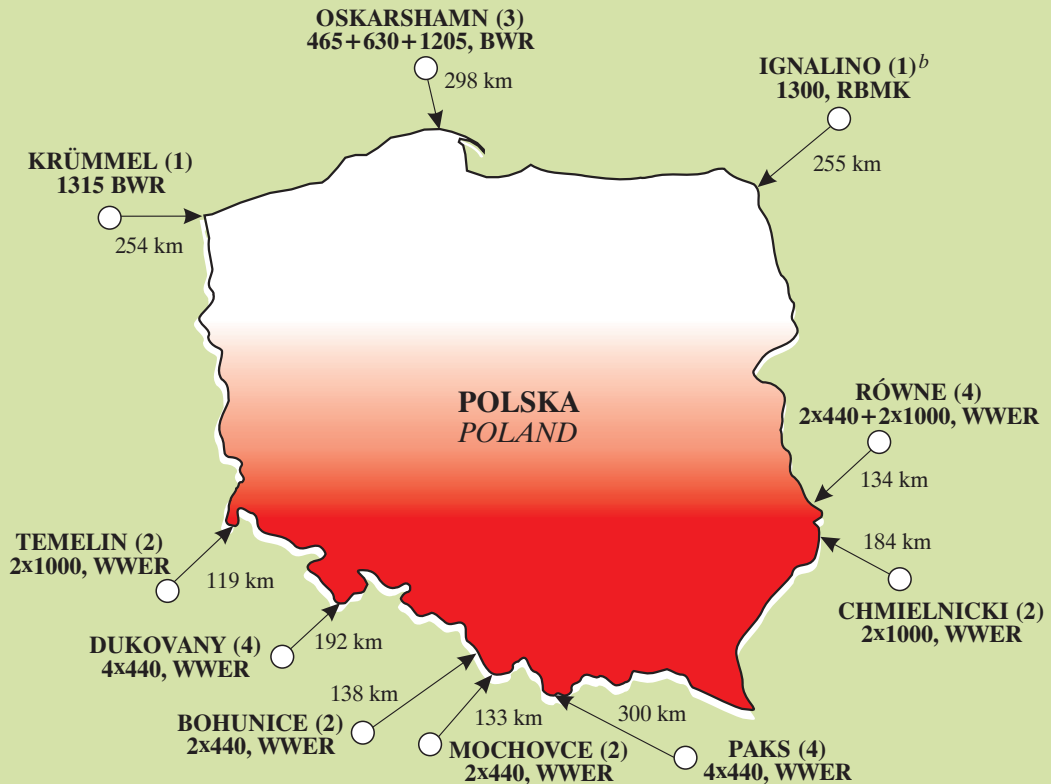 OSKARSHAMN (3)
465+630+1205, BWR
298 km
IGNALINO (1)b
1300, RBMK
255 km
KRÜMMEL (1)
1315 BWR
254 km
POLSKA
POLAND
RÓWNE (4)
2x440+2x1000, WWER
134 km
184 km
CHMIELNICKI (2)
2x1000, WWER
TEMELIN (2)
2x1000, WWER
119 km
DUKOVANY (4)
4x440, WWER
192 km
BOHUNICE (2)
2x440, WWER
138 km
MOCHOVCE (2)
2x440, WWER
133 km
PAKS (4)
4x440, WWER
300 km